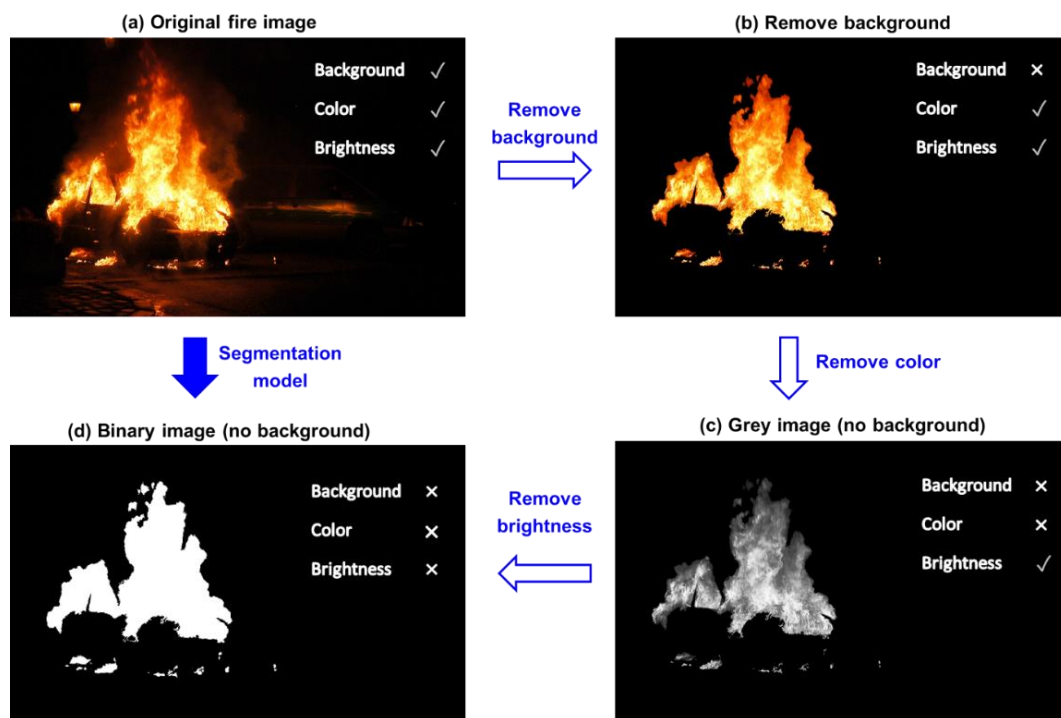 (a) Original fire image
Background ✓
Color ✓
Brightness ✓
Remove
background
(b) Remove background
Background ×
Color ✓
Brightness ✓
Segmentation
model
Remove color
(d) Binary image (no background)
Background ×
Color ×
Brightness ×
Remove
brightness
(c) Grey image (no background)
Background ×
Color ×
Brightness ✓